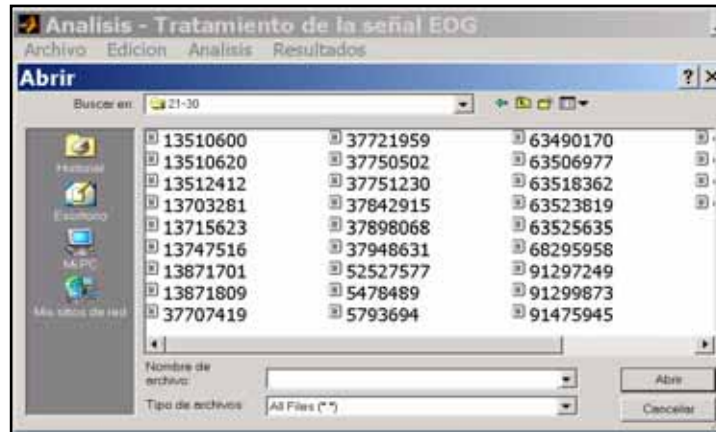 Analisis - Tratamiento de la señal EOG
Archivo Edicion Analisis Resultados
Abrir
Buscar en: 21-30
Historial
Escritorio
Mi PC
Mis sitios de red
13510600 37721959 63490170
13510620 37750502 63506977
13512412 37751230 63518362
13703281 37842915 63523819
13715623 37898068 63525635
13747516 37948631 68295958
13871701 52527577 91297249
13871809 5478489 91299873
37707419 5793694 91475945
Nombre de archivo: Abrir
Tipo de archivos: All Files (*.*) Cancelar